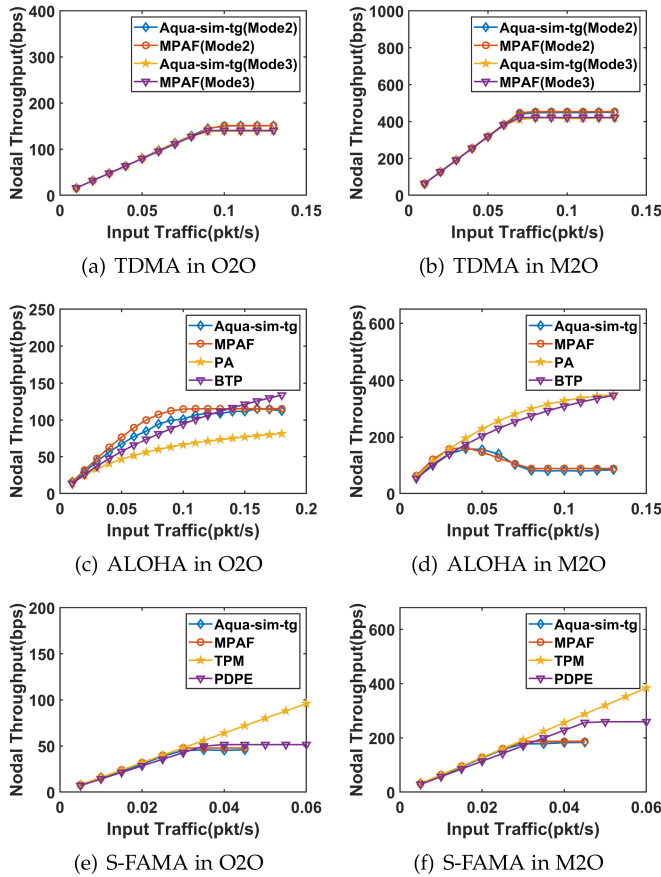 400
300
200
100
0
Nodal Throughput(bps)
Aqua-sim-tg(Mode2)
MPAF(Mode2)
Aqua-sim-tg(Mode3)
MPAF(Mode3)
0 0.05 0.1 0.15
Input Traffic(pkt/s)
(a) TDMA in O2O
1000
800
600
400
200
0
Nodal Throughput(bps)
Aqua-sim-tg(Mode2)
MPAF(Mode2)
Aqua-sim-tg(Mode3)
MPAF(Mode3)
0 0.05 0.1 0.15
Input Traffic(pkt/s)
(b) TDMA in M2O
250
200
150
100
50
0
Nodal Throughput(bps)
Aqua-sim-tg
MPAF
PA
BTP
0 0.05 0.1 0.15 0.2
Input Traffic(pkt/s)
(c) ALOHA in O2O
600
400
200
0
Nodal Throughput(bps)
Aqua-sim-tg
MPAF
PA
BTP
0 0.05 0.1 0.15
Input Traffic(pkt/s)
(d) ALOHA in M2O
200
150
100
50
0
Nodal Throughput(bps)
Aqua-sim-tg
MPAF
TPM
PDPE
0 0.02 0.04 0.06
Input Traffic(pkt/s)
(e) S-FAMA in O2O
600
400
200
0
Nodal Throughput(bps)
Aqua-sim-tg
MPAF
TPM
PDPE
0 0.02 0.04 0.06
Input Traffic(pkt/s)
(f) S-FAMA in M2O